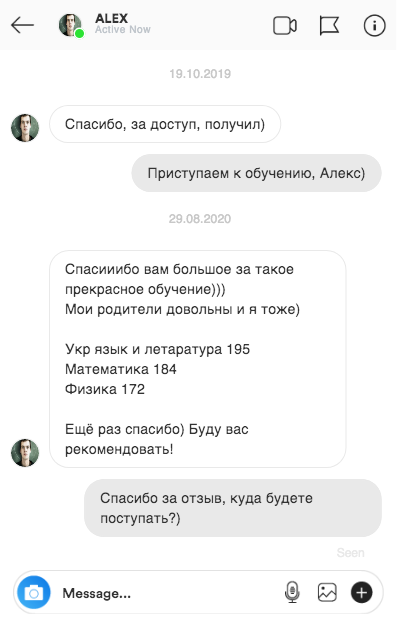 ALEX
Active Now
19.10.2019
Спасибо, за доступ, получил)
Приступаем к обучению, Алекс)
29.08.2020
Спасииибо вам большое за такое
прекрасное обучение)))
Мои родители довольны и я тоже)
Укр язык и летаратура 195
Математика 184
Физика 172
Ещё раз спасибо) Буду вас
рекомендовать!
Спасибо за отзыв, куда будете
поступать?)
Seen
Message...